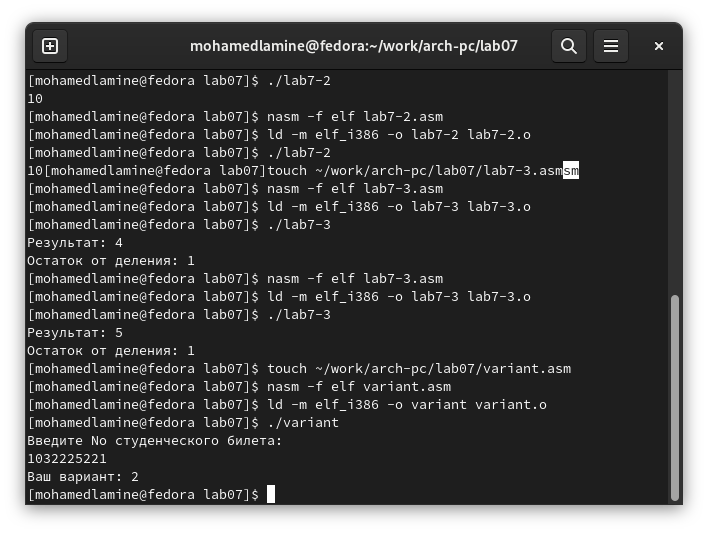 mohamedlamine@fedora:~/work/arch-pc/lab07
[mohamedlamine@fedora lab07]$ ./lab7-2
10
[mohamedlamine@fedora lab07]$ nasm -f elf lab7-2.asm
[mohamedlamine@fedora lab07]$ ld -m elf_i386 -o lab7-2 lab7-2.o
[mohamedlamine@fedora lab07]$ ./lab7-2
10[mohamedlamine@fedora lab07]touch ~/work/arch-pc/lab07/lab7-3.asmsm
[mohamedlamine@fedora lab07]$ nasm -f elf lab7-3.asm
[mohamedlamine@fedora lab07]$ ld -m elf_i386 -o lab7-3 lab7-3.o
[mohamedlamine@fedora lab07]$ ./lab7-3
Результат: 4
Остаток от деления: 1
[mohamedlamine@fedora lab07]$ nasm -f elf lab7-3.asm
[mohamedlamine@fedora lab07]$ ld -m elf_i386 -o lab7-3 lab7-3.o
[mohamedlamine@fedora lab07]$ ./lab7-3
Результат: 5
Остаток от деления: 1
[mohamedlamine@fedora lab07]$ touch ~/work/arch-pc/lab07/variant.asm
[mohamedlamine@fedora lab07]$ nasm -f elf variant.asm
[mohamedlamine@fedora lab07]$ ld -m elf_i386 -o variant variant.o
[mohamedlamine@fedora lab07]$ ./variant
Введите No студенческого билета:
1032225221
Ваш вариант: 2
[mohamedlamine@fedora lab07]$